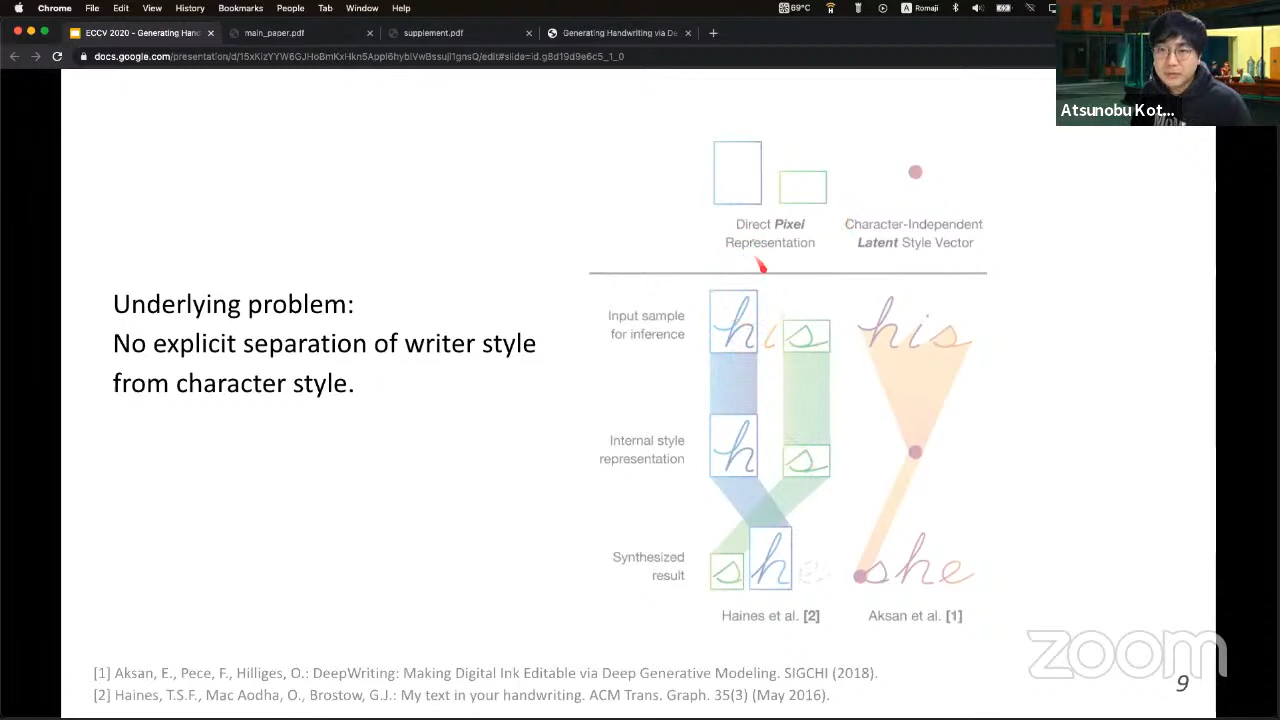 Chrome File Edit View History Bookmarks Profiles Tab Window Help
69°C
A Romaji
ECCV 2020 - Generating Hand
main_paper.pdf
supplement.pdf
Generating Handwriting via De
Atsunobu Kot...
Direct Pixel
Representation
Character-Independent
Latent Style Vector
Underlying problem:
No explicit separation of writer style
from character style.
Input sample
for inference
his
his
Internal style
representation
h s
Synthesized
result
she
she
Haines et al. [2]
Aksan et al. [1]
zoom
[1] Aksan, E., Pece, F., Hilliges, O.: DeepWriting: Making Digital Ink Editable via Deep Generative Modeling. SIGCHI (2018).
[2] Haines, T.S.F., Mac Aodha, O., Brostow, G.J.: My text in your handwriting. ACM Trans. Graph. 35(3) (May 2016).
9